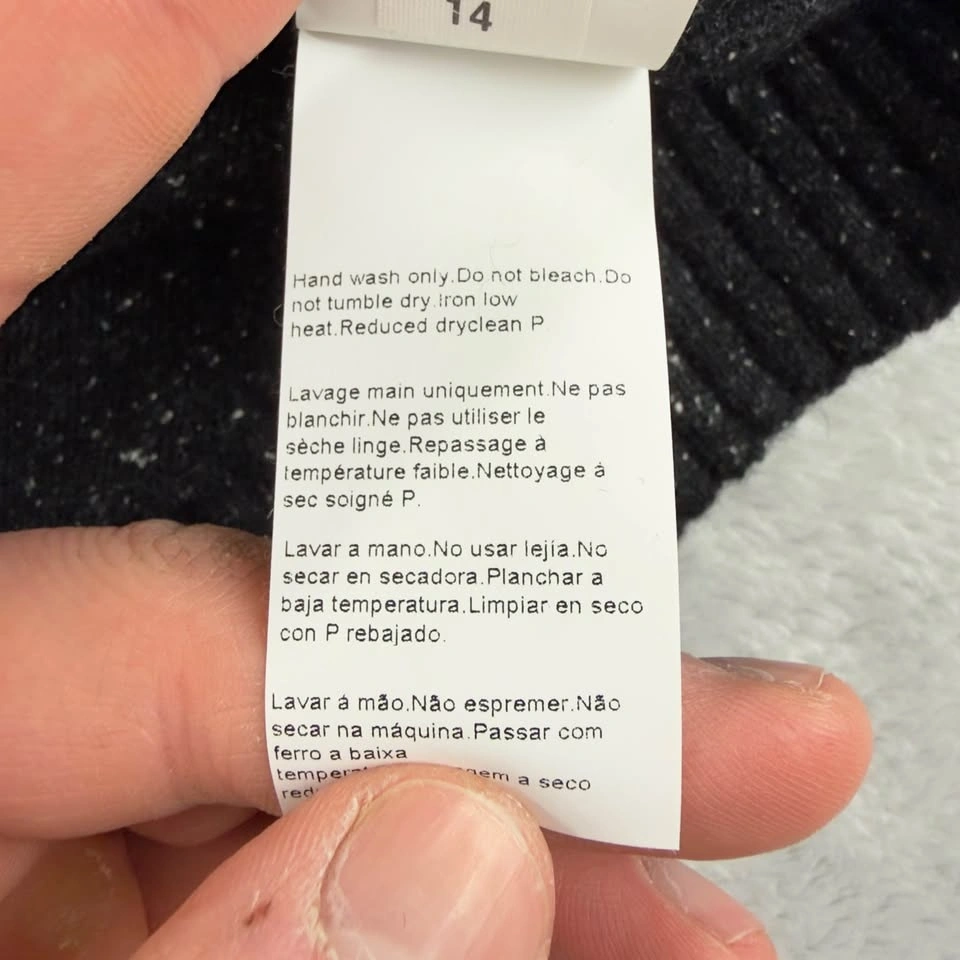 14
Hand wash only.Do not bleach.Do
not tumble dry.Iron low
heat.Reduced dryclean P
Lavage main uniquement.Ne pas
blanchir.Ne pas utiliser le
sèche linge.Repassage à
température faible.Nettoyage à
sec soigné P.
Lavar a mano.No usar lejía.No
secar en secadora.Planchar a
baja temperatura.Limpiar en seco
con P rebajado.
Lavar á mão.Não espremer.Não
secar na máquina.Passar com
ferro a baixa
a seco